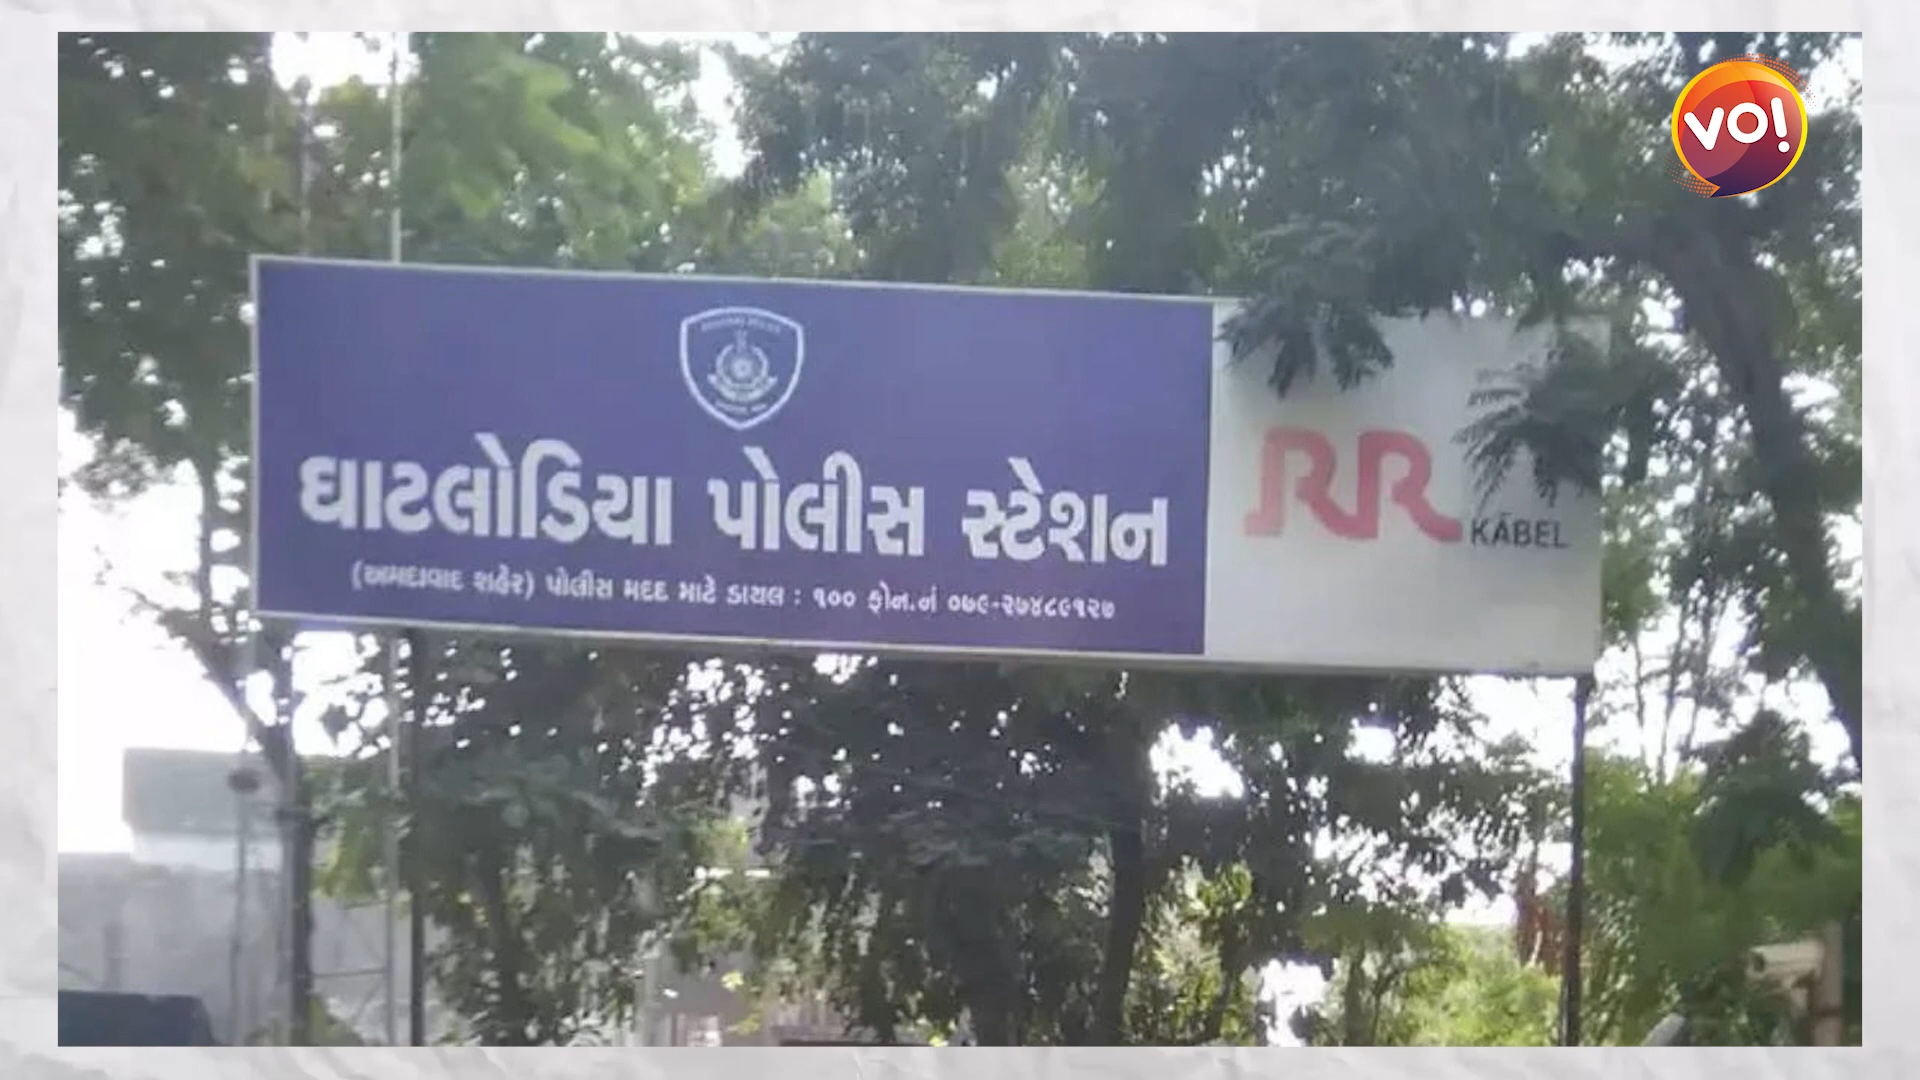 vo!
ઘાટલોડિયા પોલીસ સ્ટેશન
(અમદાવાદ શહેર) પોલીસ મદદ માટે ડાયલ : ૧૦૦ ફોન.નં ૦૭૯-૨૭૪૮૯૧૨૭
RR
KABEL